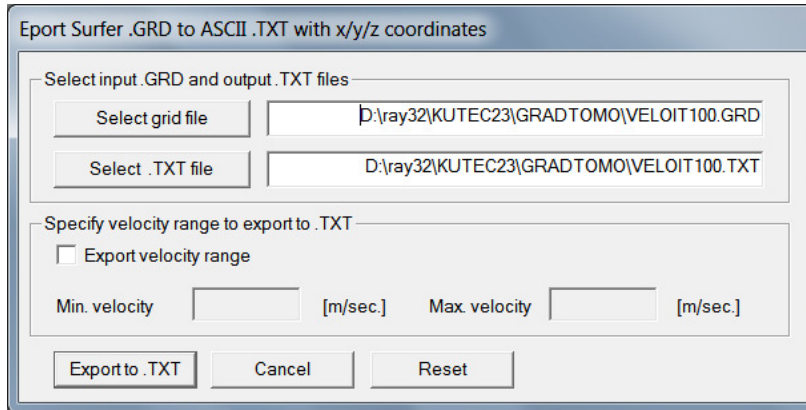 Eport Surfer .GRD to ASCII .TXT with x/y/z coordinates
Select input .GRD and output .TXT files
Select grid file D:\ray32\KUTEC23\GRADTOMO\VELOIT100.GRD
Select .TXT file D:\ray32\KUTEC23\GRADTOMO\VELOIT100.TXT
Specify velocity range to export to .TXT
Export velocity range
Min. velocity [m/sec.] Max. velocity [m/sec.]
Export to .TXT Cancel Reset